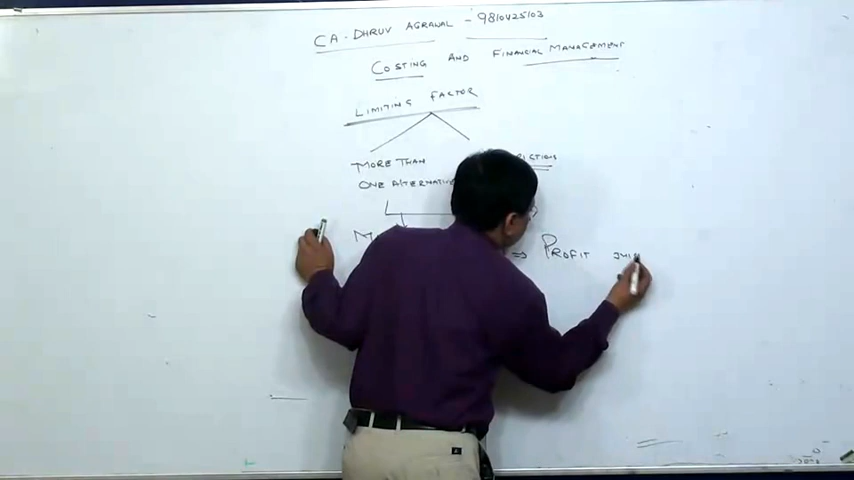 CA. DHRUV AGRAWAL - 9810425103
COSTING AND FINANCIAL MANAGEMENT
LIMITING FACTOR
MORE THAN
ONE ALTERNATIVE
⇒ PROFIT